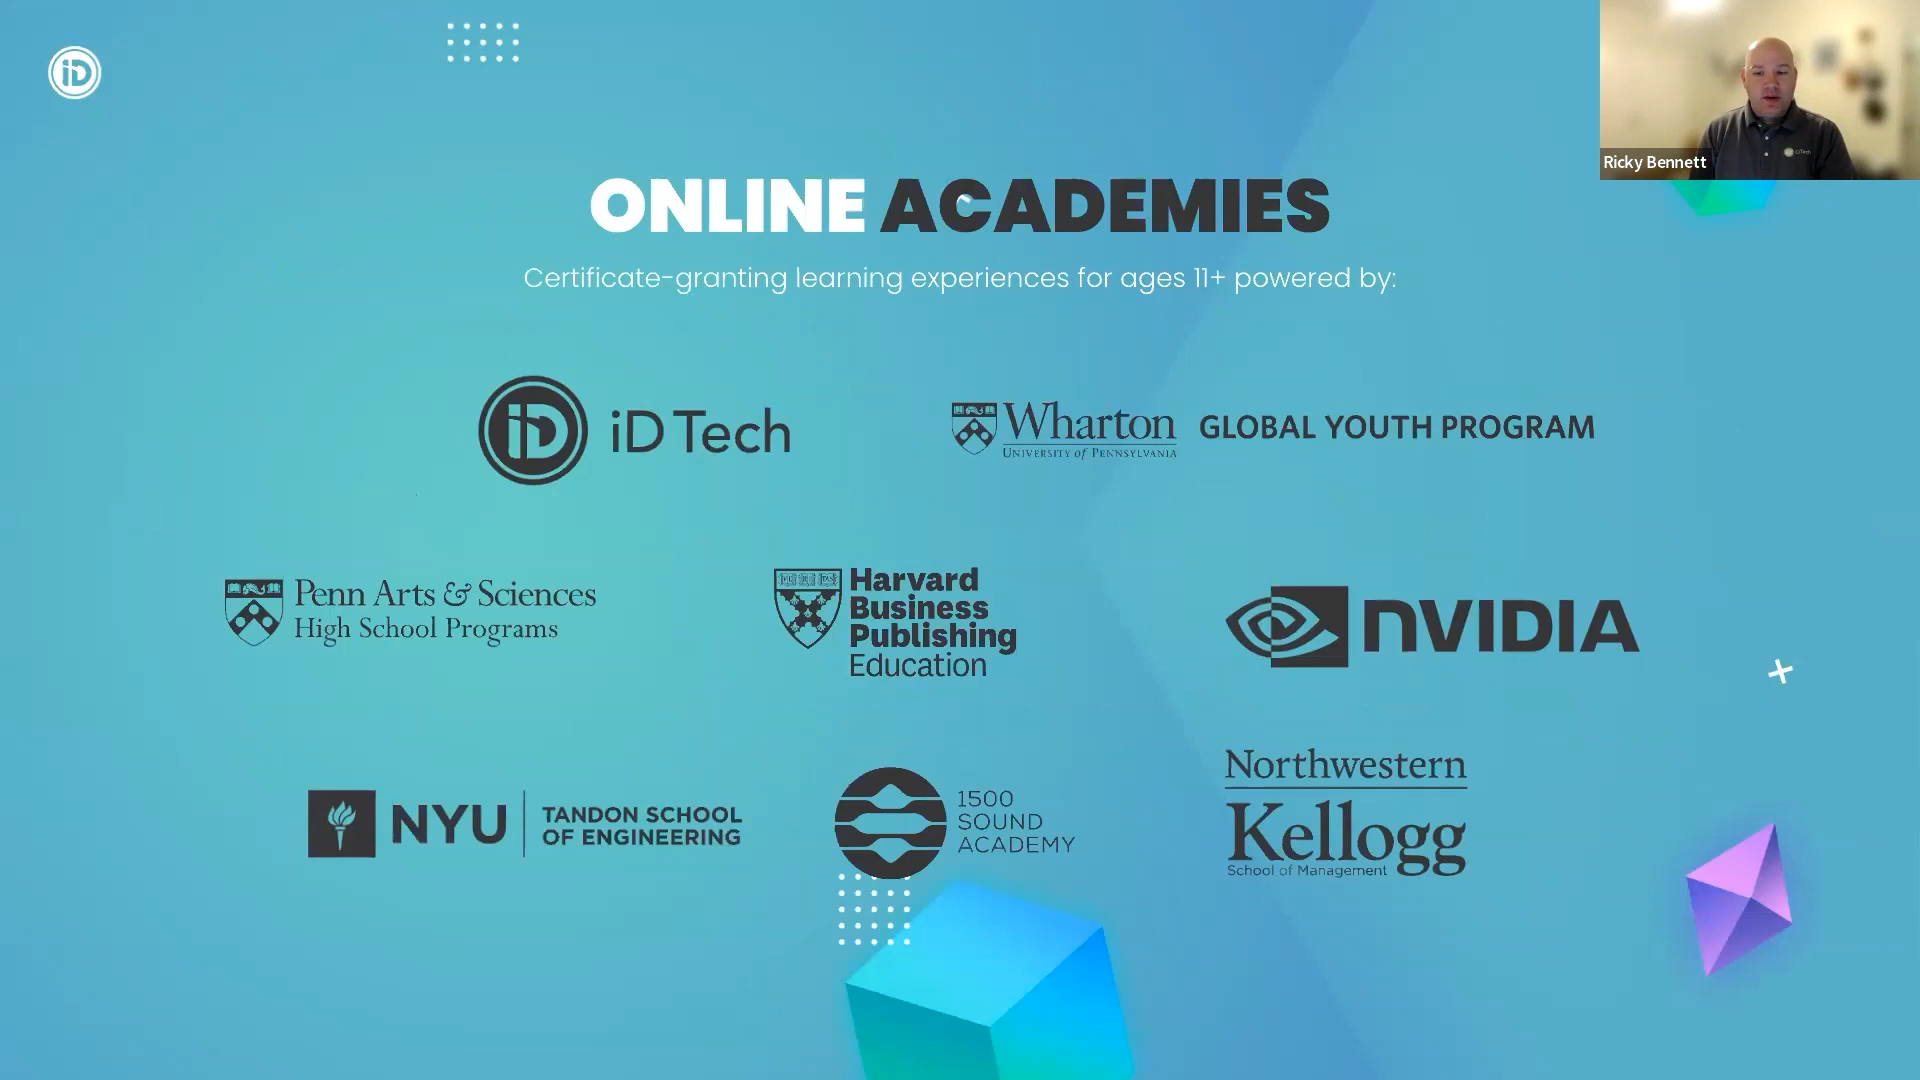 iD
Ricky Bennett
ONLINE ACADEMIES
Certificate-granting learning experiences for ages 11+ powered by:
iD iD Tech
Wharton GLOBAL YOUTH PROGRAM
UNIVERSITY of PENNSYLVANIA
Penn Arts & Sciences
High School Programs
Harvard
Business
Publishing
Education
NVIDIA
NYU TANDON SCHOOL
OF ENGINEERING
1500
SOUND
ACADEMY
Northwestern
Kellogg
School of Management